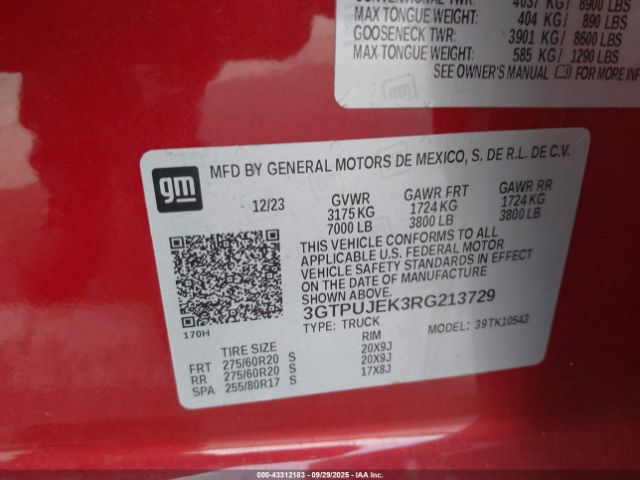 CONVENTIONAL TWR: 4037 KG/ 8900 LBS
MAX TONGUE WEIGHT: 404 KG/ 890 LBS
GOOSENECK TWR: 3901 KG/ 8600 LBS
MAX TONGUE WEIGHT: 585 KG/ 1290 LBS
SEE OWNER'S MANUAL FOR MORE INFO
gm
MFD BY GENERAL MOTORS DE MEXICO, S. DE R.L. DE C.V.
12/23 GVWR GAWR FRT GAWR RR
3175 KG 1724 KG 1724 KG
7000 LB 3800 LB 3800 LB
THIS VEHICLE CONFORMS TO ALL
APPLICABLE U.S. FEDERAL MOTOR
VEHICLE SAFETY STANDARDS IN EFFECT
ON THE DATE OF MANUFACTURE
SHOWN ABOVE.
3GTPUJEK3RG213729
170H
TYPE: TRUCK MODEL: 39TK10543
TIRE SIZE RIM
FRT 275/60R20 S 20X9J
RR 275/60R20 S 20X9J
SPA 255/80R17 S 17X8J
©-43312183 - 09/29/2025 - IAA Inc.